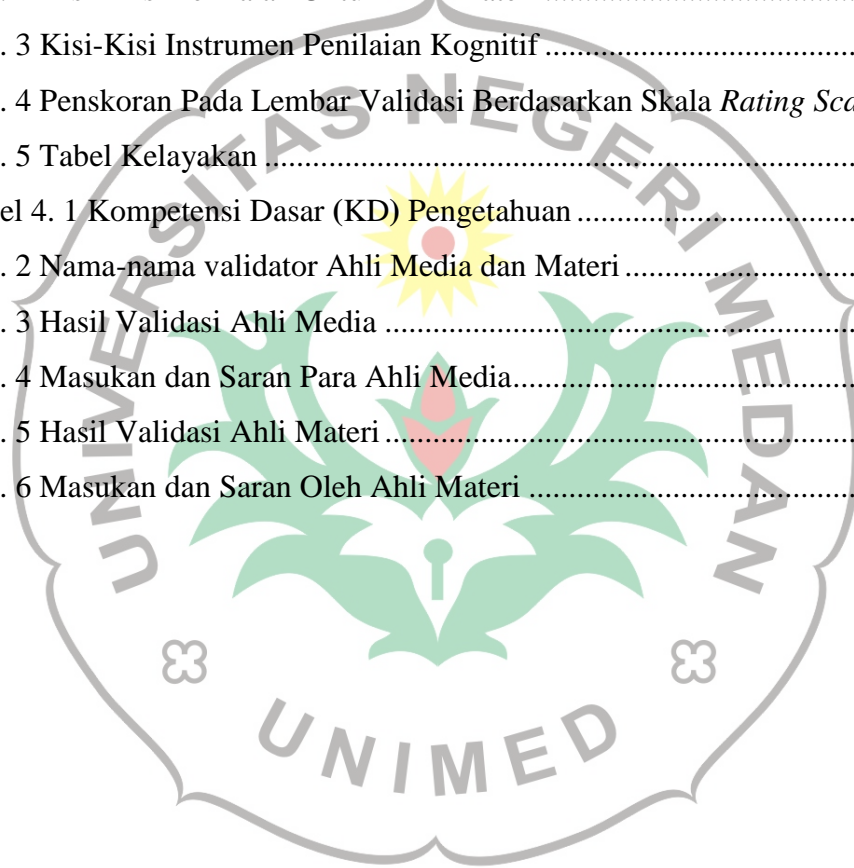 . 3 Kisi-Kisi Instrumen Penilaian Kognitif ............................................
. 4 Penskoran Pada Lembar Validasi Berdasarkan Skala Rating
. 5 Tabel Kelayakan ............................................
el 4. 1 Kompetensi Dasar (KD) Pengetahuan ............................................
. 2 Nama-nama validator Ahli Media dan Materi ............................................
. 3 Hasil Validasi Ahli Media ............................................
. 4 Masukan dan Saran Para Ahli Media............................................
. 5 Hasil Validasi Ahli Materi ............................................
. 6 Masukan dan Saran Oleh Ahli Materi ............................................
UNIVERSITAS NEGERI MEDAN
UNIMED